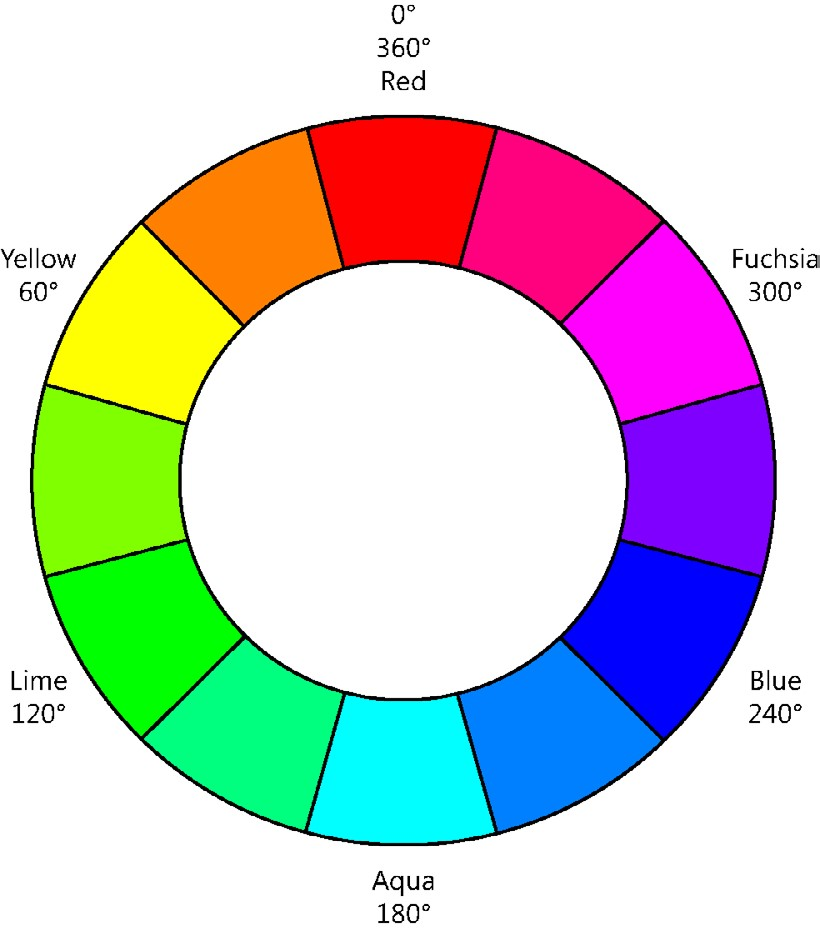 0°
360°
Red
Yellow
60°
Fuchsia
300°
Lime
120°
Blue
240°
Aqua
180°